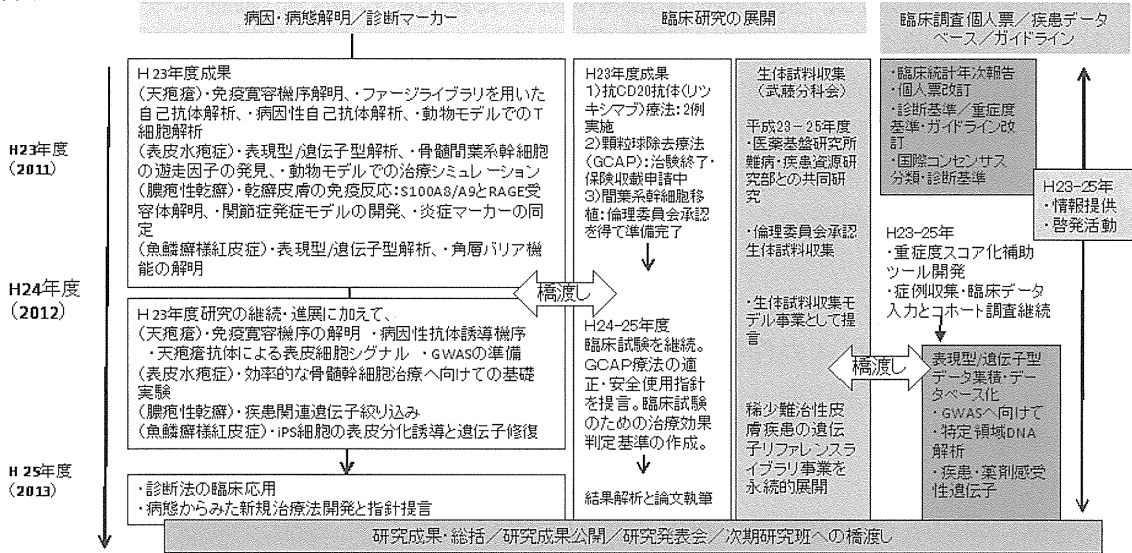 病因・病態解明／診断マーカー
臨床研究の展開
臨床調査個人票／疾患データ
ベース／ガイドライン
H23年度
(2011)
H24年度
(2012)
H25年度
(2013)
H23年度成果
(天疱瘡)・免疫寛容機序解明、・ファージライブラリを用いた
自己抗体解析、・病因性自己抗体解析、・動物モデルでのT
細胞解析
(表皮水疱症)・表現型/遺伝子型解析、・骨髄間葉系幹細胞
の遊走因子の発見、・動物モデルでの治療シミュレーション
(膿疱性乾癬)・乾癬皮膚の免疫反応:S100A8/A9とRAGE受
容体解明、・関節症発症モデルの開発、・炎症マーカーの同
定
(魚鱗癬様紅皮症)・表現型/遺伝子型解析、・角層バリア機
能の解明
H23年度研究の継続・進展に加えて、
(天疱瘡)・免疫寛容機序の解明　・病因性抗体誘導機序
・天疱瘡抗体による表皮細胞シグナル　・GWASの準備
(表皮水疱症)・効率的な骨髄幹細胞治療へ向けての基礎
実験
(膿疱性乾癬)・疾患関連遺伝子絞り込み
(魚鱗癬様紅皮症)・iPS細胞の表皮分化誘導と遺伝子修復
・診断法の臨床応用
・病態からみた新規治療法開発と指針提言
橋渡し
H23年度成果
1)抗CD20抗体(リツ
キシマブ)療法:2例
実施
2)顆粒球除去療法
(GCAP):治験終了・
保険収載申請中
3)間葉系幹細胞移
植:倫理委員会承認
を得て準備完了
H24-25年度
臨床試験を継続。
GCAP療法の適
正・安全使用指針
を提言。臨床試験
のための治療効果
判定基準の作成。
結果解析と論文執筆
生体試料収集
(武藤分科会)
平成23－25年度
・医薬基盤研究所
難病・疾患資源研
究部との共同研
究
・倫理委員会承認
生体試料収集
・生体試料収集モ
デル事業として提
言
稀少難治性皮
膚疾患の遺伝
子リファレンスラ
イブラリ事業を
永続的展開
橋渡し
・臨床統計年次報告
・個人票改訂
・診断基準／重症度
基準・ガイドライン改
訂
・国際コンセンサス
分類・診断基準
H23-25年
・重症度スコア化補助
ツール開発
・症例収集・臨床データ
入力とコホート調査継続
H23-25年
・情報提供
・啓発活動
表現型/遺伝子型
データ集積・デー
タベース化
・GWASへ向けて
・特定領域DNA
解析
・疾患・薬剤感受
性遺伝子
研究成果・総括／研究成果公開／研究発表会／次期研究班への橋渡し